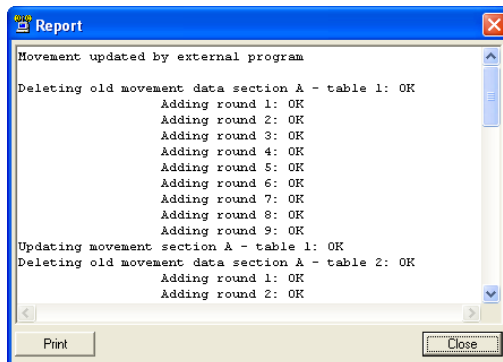 Report
Movement updated by external program
Deleting old movement data section A - table 1: OK
Adding round 1: OK
Adding round 2: OK
Adding round 3: OK
Adding round 4: OK
Adding round 5: OK
Adding round 6: OK
Adding round 7: OK
Adding round 8: OK
Adding round 9: OK
Updating movement section A - table 1: OK
Deleting old movement data section A - table 2: OK
Adding round 1: OK
Adding round 2: OK
Print Close